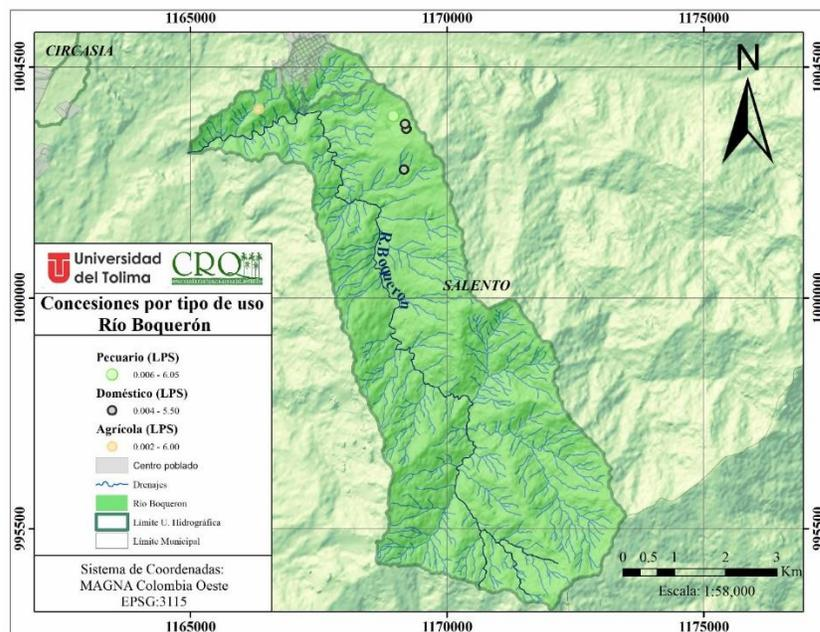 1165000 1170000 1175000
CIRCASIA
1004500
1004500
N
R. Boquerón
SALENTO
Universidad
del Tolima
CRQ
Concesiones por tipo de uso
Río Boquerón
1000000
1000000
Pecuario (LPS)
0.006 - 6.05
Doméstico (LPS)
0.004 - 5.50
Agrícola (LPS)
0.002 - 6.00
Centro poblado
Drenajes
Río Boqueron
Límite U. Hidrográfica
Límite Municipal
995500
995500
Sistema de Coordenadas:
MAGNA Colombia Oeste
EPSG:3115
0 0.5 1 2 3
Km
Escala: 1:58,000
1165000 1170000 1175000